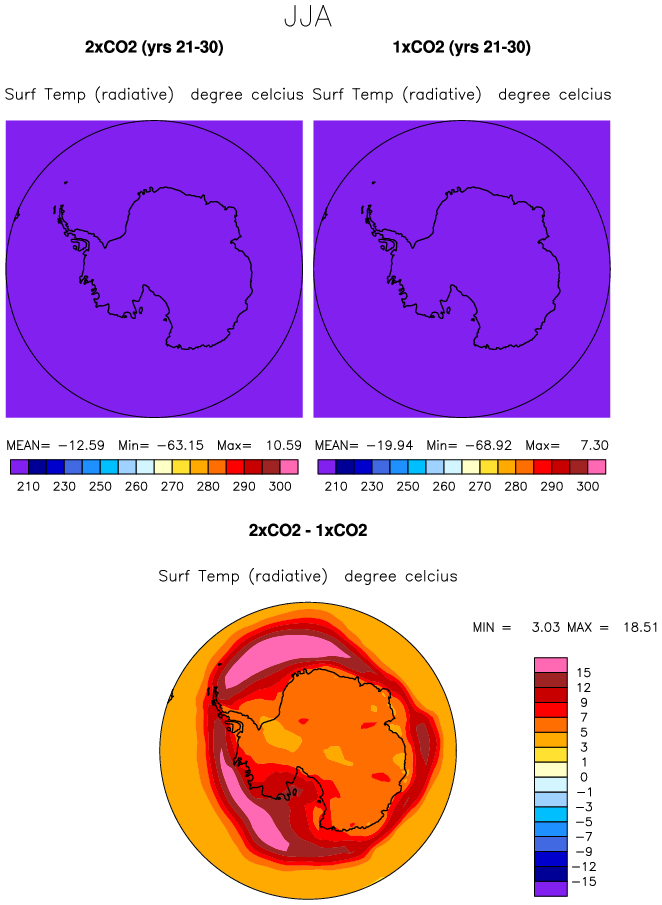 JJA
2xCO2 (yrs 21-30) 1xCO2 (yrs 21-30)
Surf Temp (radiative) degree celcius Surf Temp (radiative) degree celcius
MEAN= -12.59 Min= -63.15 Max= 10.59 MEAN= -19.94 Min= -68.92 Max= 7.30
210 230 250 260 270 280 290 300 210 230 250 260 270 280 290 300
2xCO2 - 1xCO2
Surf Temp (radiative) degree celcius
MIN = 3.03 MAX = 18.51
15
12
9
7
5
3
1
0
-1
-3
-5
-7
-9
-12
-15